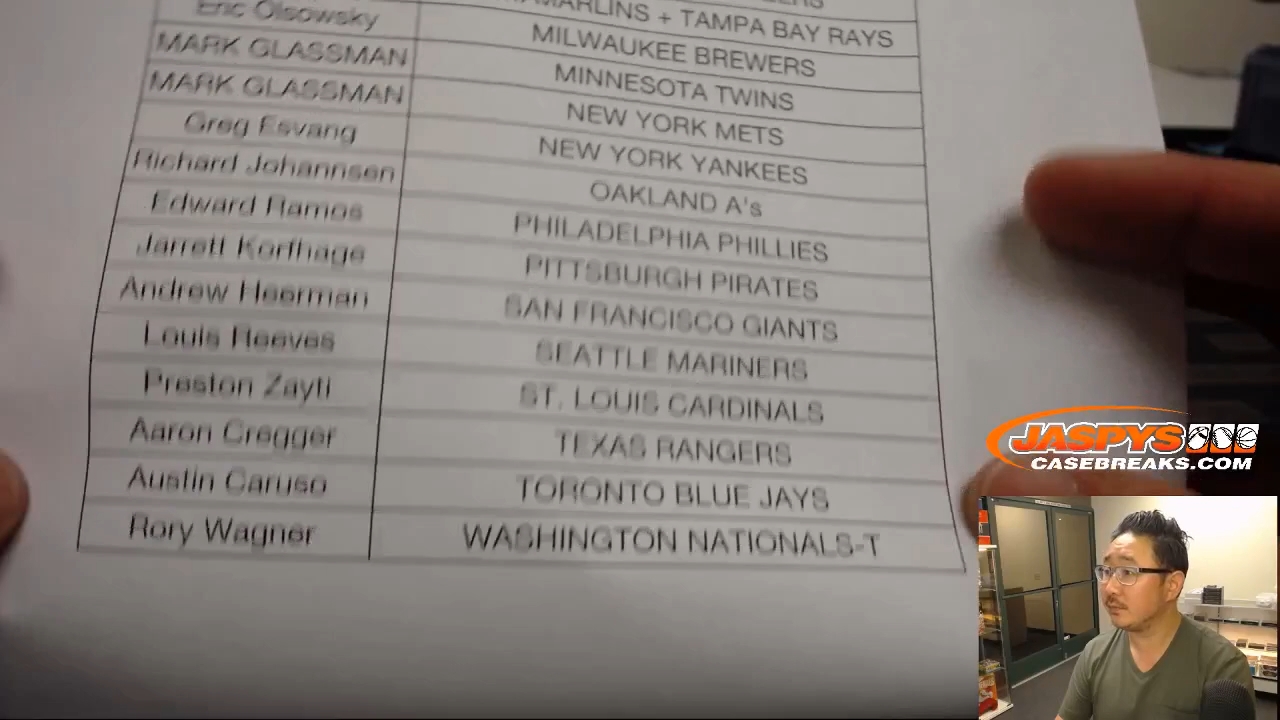 MARLINS + TAMPA BAY RAYS
Eric Olsowsky MILWAUKEE BREWERS
MARK GLASSMAN MINNESOTA TWINS
MARK GLASSMAN NEW YORK METS
Greg Esvang NEW YORK YANKEES
Richard Johannsen OAKLAND A's
Edward Ramos PHILADELPHIA PHILLIES
Jarrett Korfhage PITTSBURGH PIRATES
Andrew Heerman SAN FRANCISCO GIANTS
Louis Reeves SEATTLE MARINERS
Preston Zayti ST. LOUIS CARDINALS
Aaron Cregger TEXAS RANGERS
Austin Caruso TORONTO BLUE JAYS
Rory Wagner WASHINGTON NATIONALS-T
JASPYS
CASEBREAKS.COM